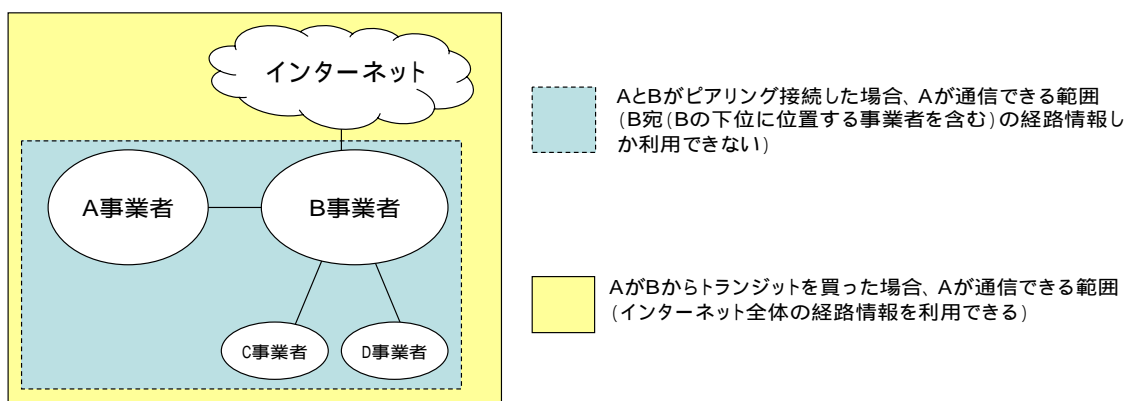 インターネット
A事業者
B事業者
C事業者
D事業者
AとBがピアリング接続した場合、Aが通信できる範囲
(B宛(Bの下位に位置する事業者を含む)の経路情報し
か利用できない)
AがBからトランジットを買った場合、Aが通信できる範囲
(インターネット全体の経路情報を利用できる)